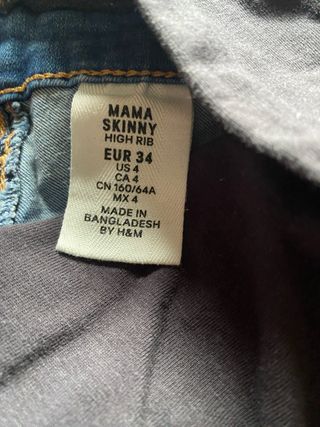 MAMA
SKINNY
HIGH RIB
EUR 34
US 4
CA 4
CN 160/64A
MX 4
MADE IN
BANGLADESH
BY H&M